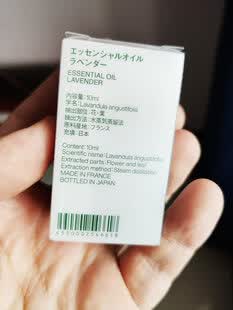 エッセンシャルオイル
ラベンダー
ESSENTIAL OIL
LAVENDER
内容量:10ml
学名:Lavandula angustifolia
抽出部位:花・葉
抽出方法:水蒸気蒸留法
原料産地:フランス
充填:日本
Content: 10ml
Scientific name: Lavandula angustifolia
Extracted parts: Flower and leaf
Extraction method: Steam distillation
MADE IN FRANCE
BOTTLED IN JAPAN